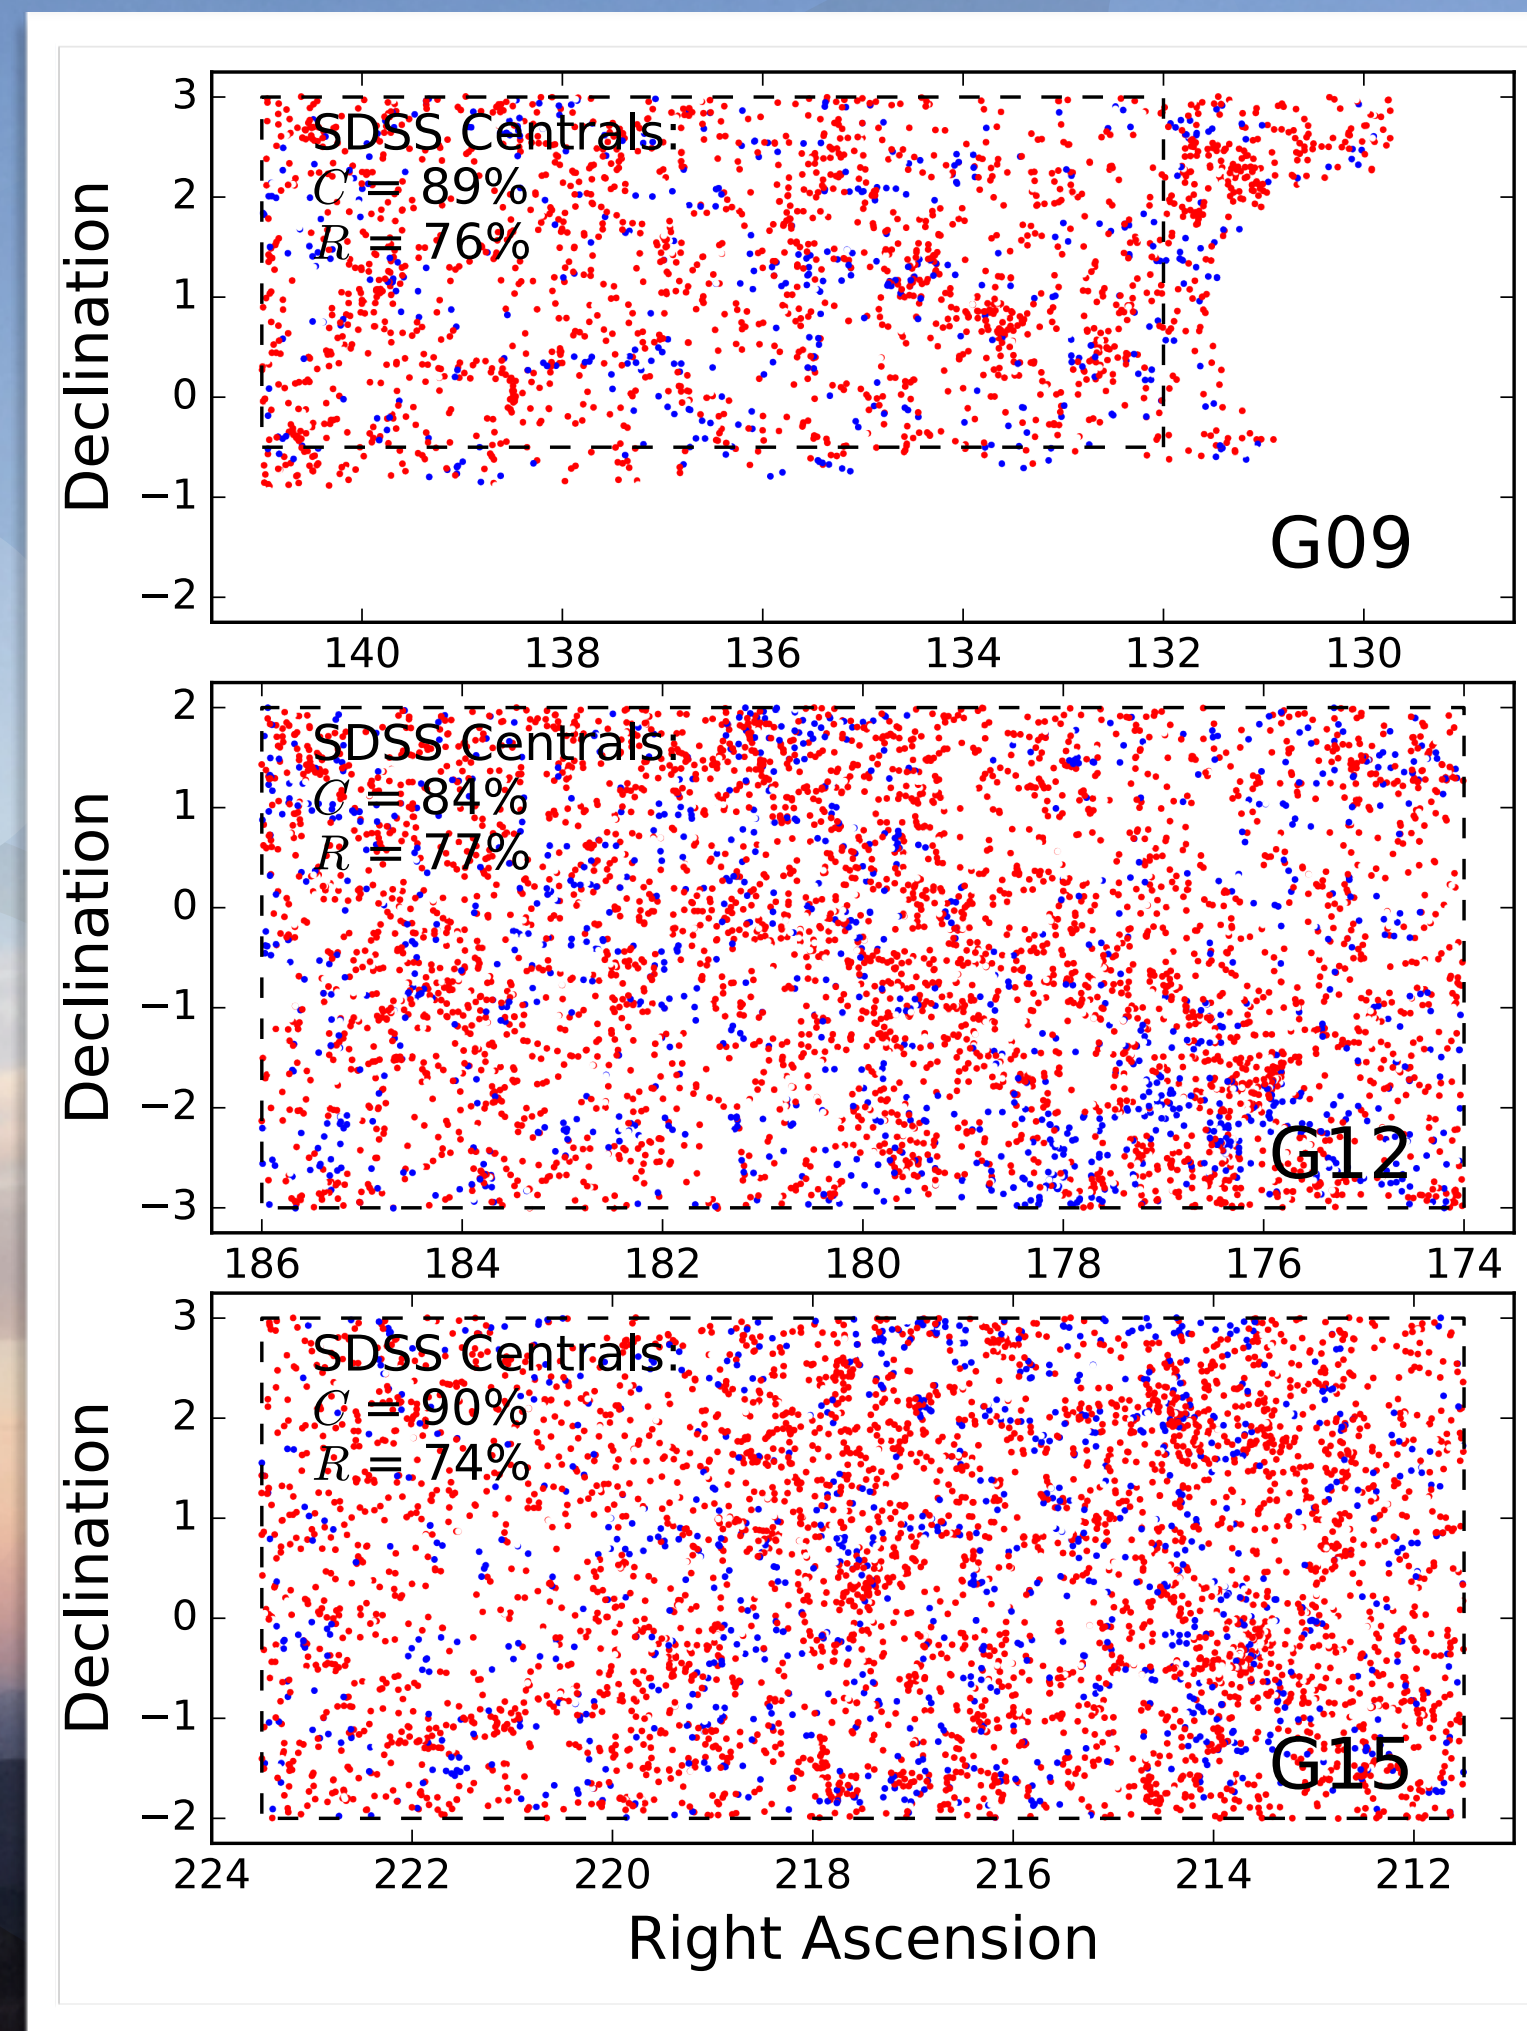 Declination
3
2
1
0
−1
−2
SDSS Centrals:
C = 89%
R = 76%
G09
140 138 136 134 132 130
Declination
2
1
0
−1
−2
−3
SDSS Centrals:
C = 84%
R = 77%
G12
186 184 182 180 178 176 174
Declination
3
2
1
0
−1
−2
SDSS Centrals:
C = 90%
R = 74%
G15
224 222 220 218 216 214 212
Right Ascension